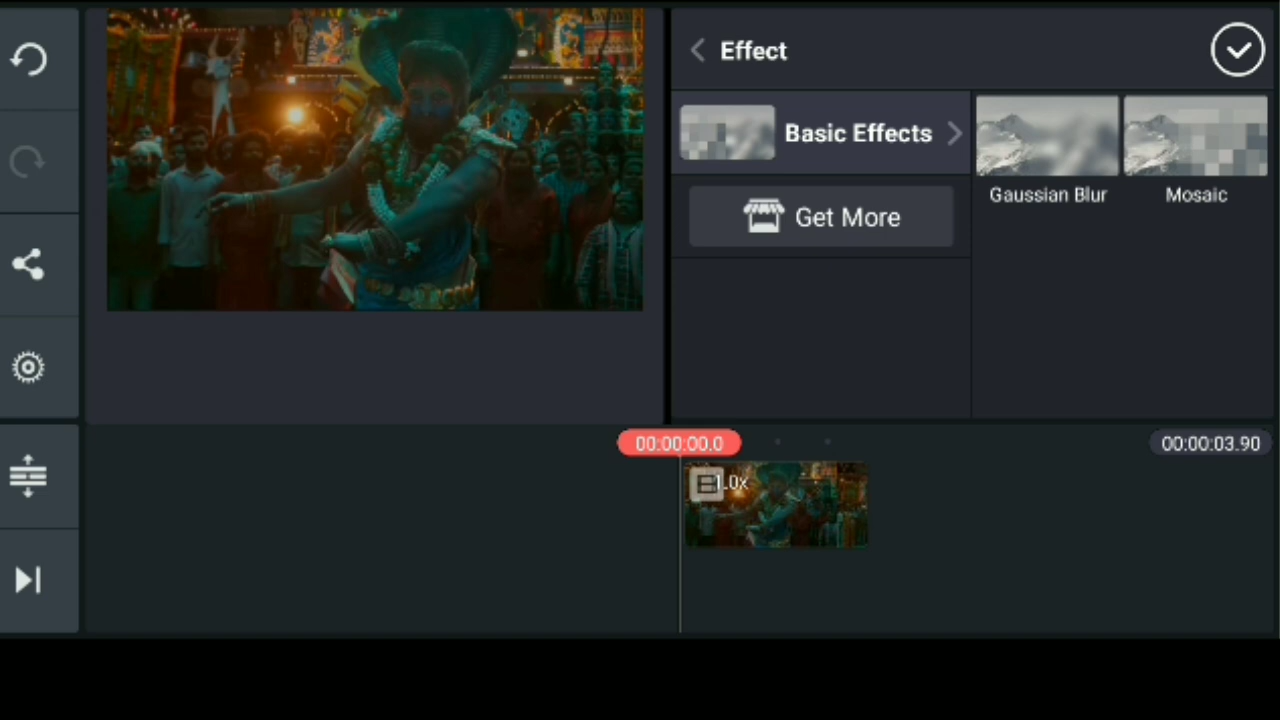 Effect
Basic Effects
Get More
Gaussian Blur
Mosaic
00:00:00.0
00:00:03.90
1.0x